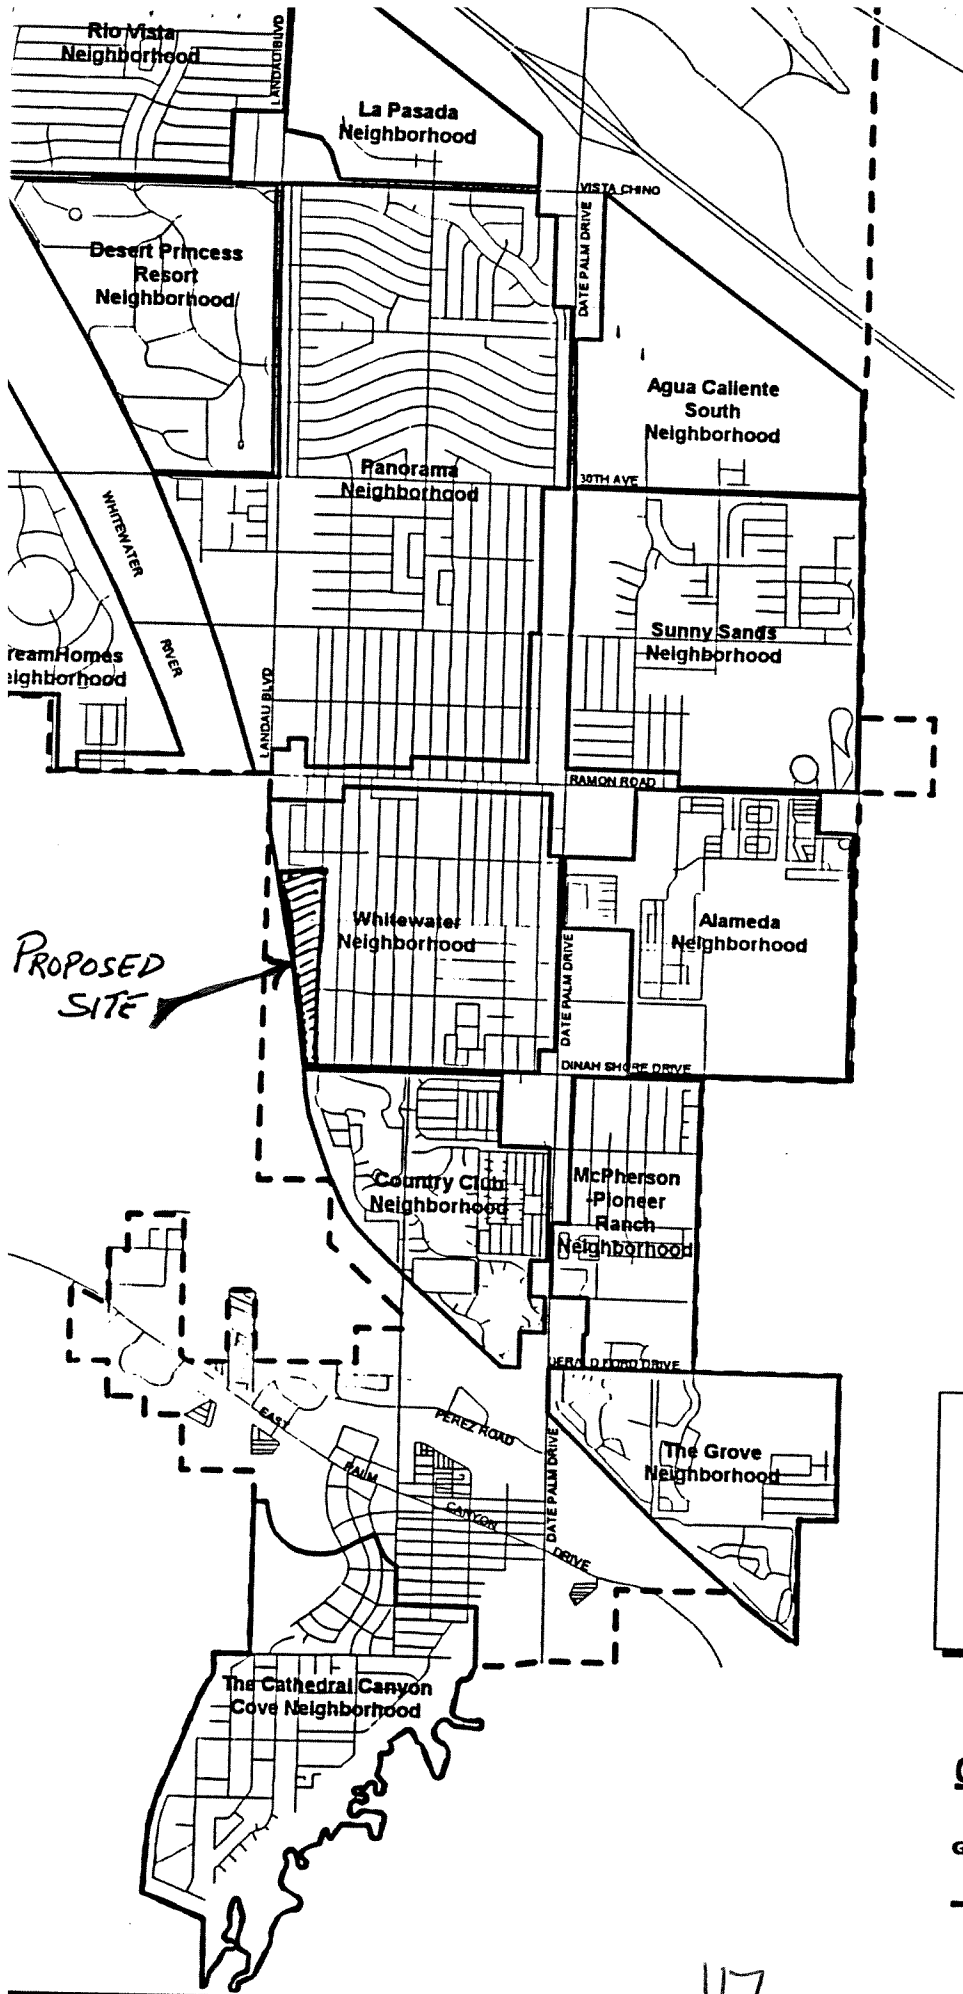 Rio Vista
Neighborhood
LANDAU BLVD
La Pasada
Neighborhood
VISTA CHINO
DATE PALM DRIVE
Desert Princess
Resort
Neighborhood
Agua Caliente
South
Neighborhood
Panorama
Neighborhood
30TH AVE
WHITEWATER
RIVER
Sunny Sands
Neighborhood
reamHomes
eighborhood
LANDAU BLVD
RAMON ROAD
Whitewater
Neighborhood
Alameda
Neighborhood
PROPOSED
SITE
DATE PALM DRIVE
DINAH SHORE DRIVE
Country Club
Neighborhood
McPherson
-Pioneer
Ranch
Neighborhood
GERALD FORD DRIVE
EAST
PEREZ ROAD
PALM
CANYON
DRIVE
DATE PALM DRIVE
The Grove
Neighborhood
The Cathedral Canyon
Cove Neighborhood
117